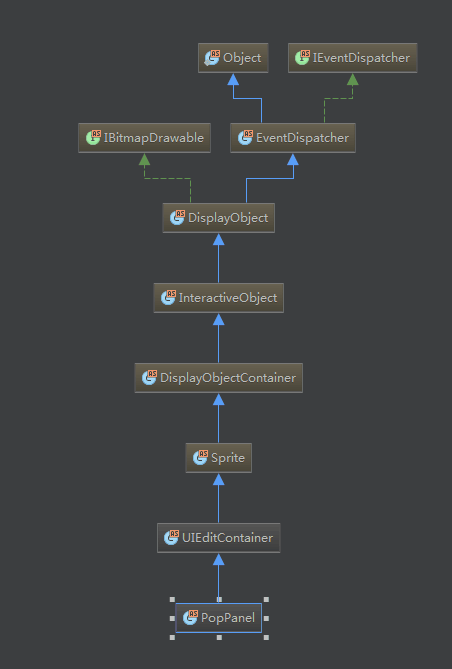 Object
IEventDispatcher
IBitmapDrawable
EventDispatcher
DisplayObject
InteractiveObject
DisplayObjectContainer
Sprite
UIEditContainer
PopPanel